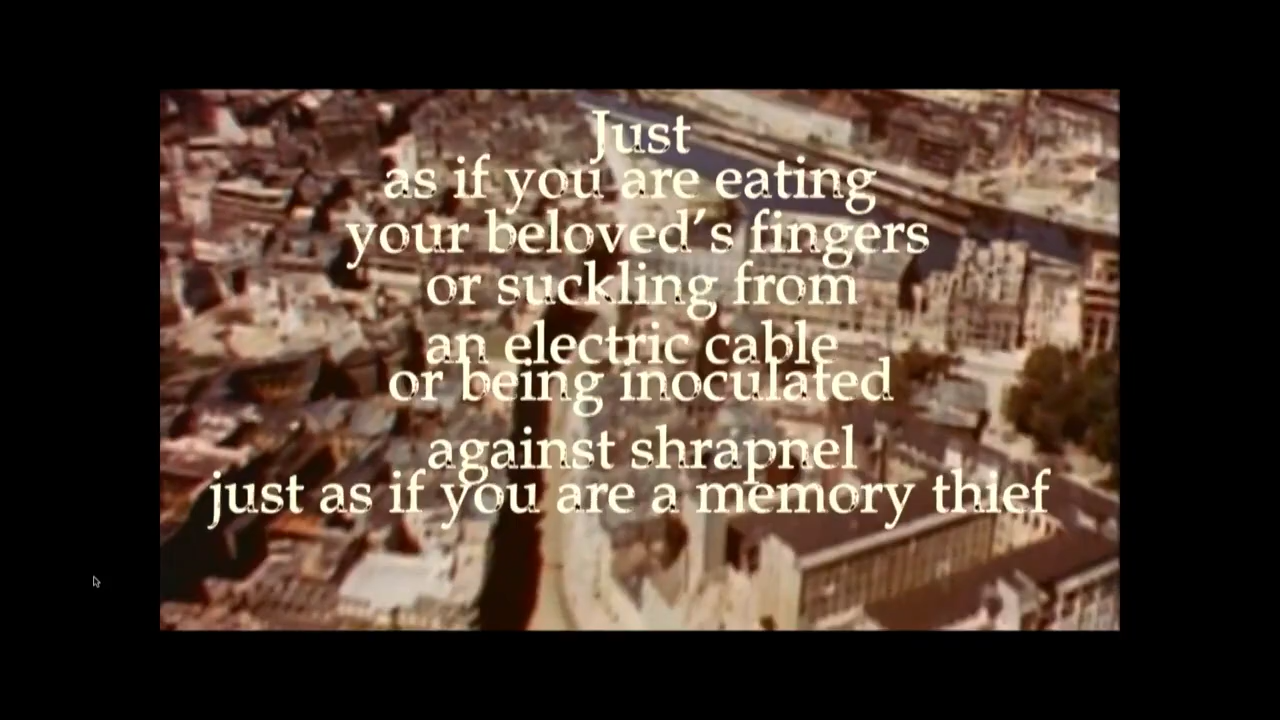 Just
as if you are eating
your beloved’s fingers
or suckling from
an electric cable
or being inoculated
against shrapnel
just as if you are a memory thief